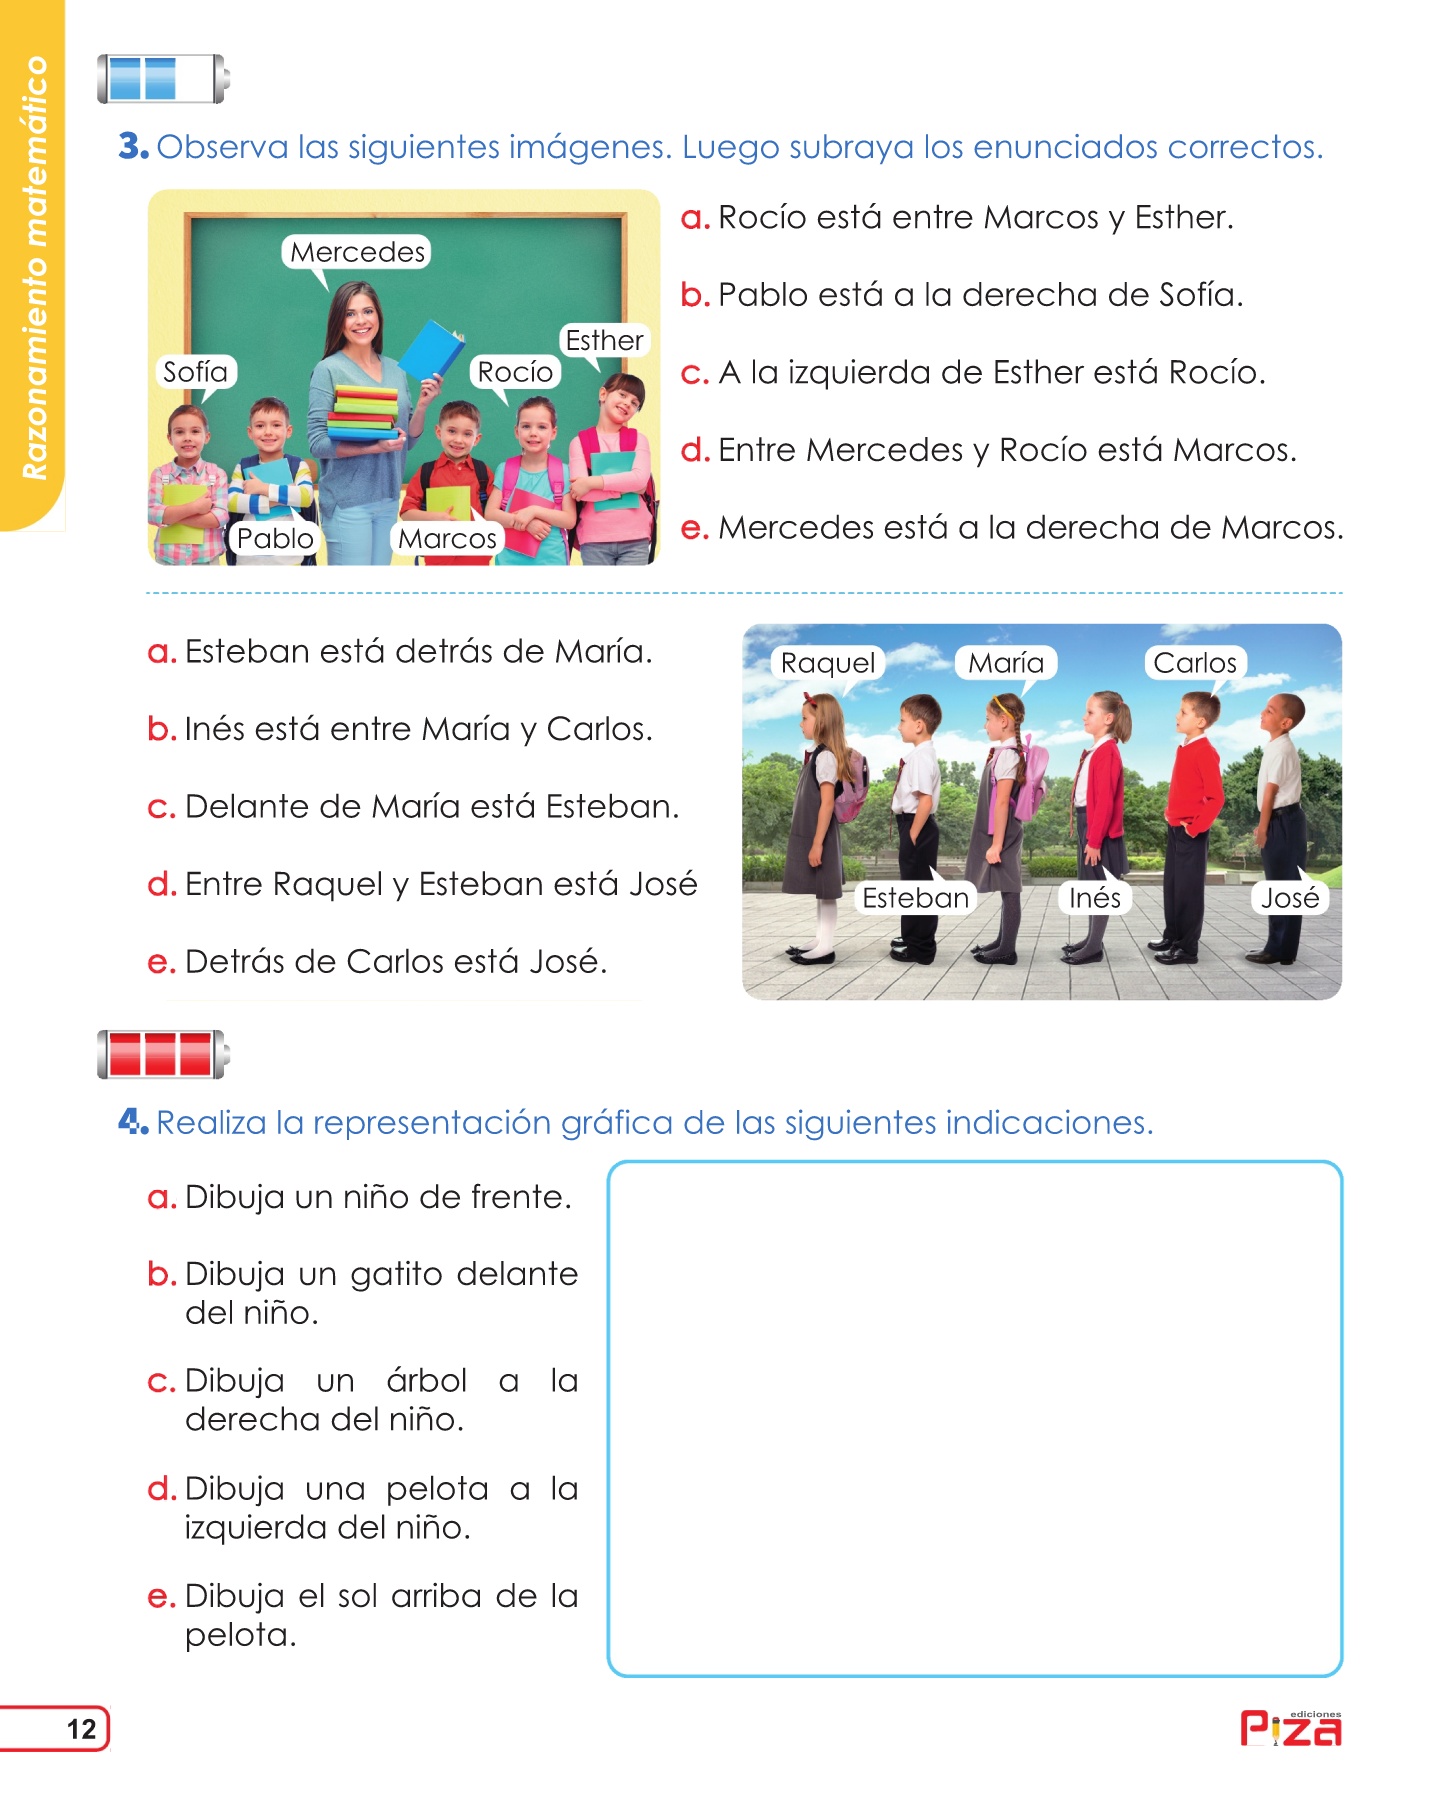 Razonamiento matemático
3. Observa las siguientes imágenes. Luego subraya los enunciados correctos.
Mercedes
Esther
Sofía
Rocío
Pablo
Marcos
a. Rocío está entre Marcos y Esther.
b. Pablo está a la derecha de Sofía.
c. A la izquierda de Esther está Rocío.
d. Entre Mercedes y Rocío está Marcos.
e. Mercedes está a la derecha de Marcos.
a. Esteban está detrás de María.
b. Inés está entre María y Carlos.
c. Delante de María está Esteban.
d. Entre Raquel y Esteban está José
e. Detrás de Carlos está José.
Raquel
María
Carlos
Esteban
Inés
José
4. Realiza la representación gráfica de las siguientes indicaciones.
a. Dibuja un niño de frente.
b. Dibuja un gatito delante
del niño.
c. Dibuja un árbol a la
derecha del niño.
d. Dibuja una pelota a la
izquierda del niño.
e. Dibuja el sol arriba de la
pelota.
12
ediciones
Piza